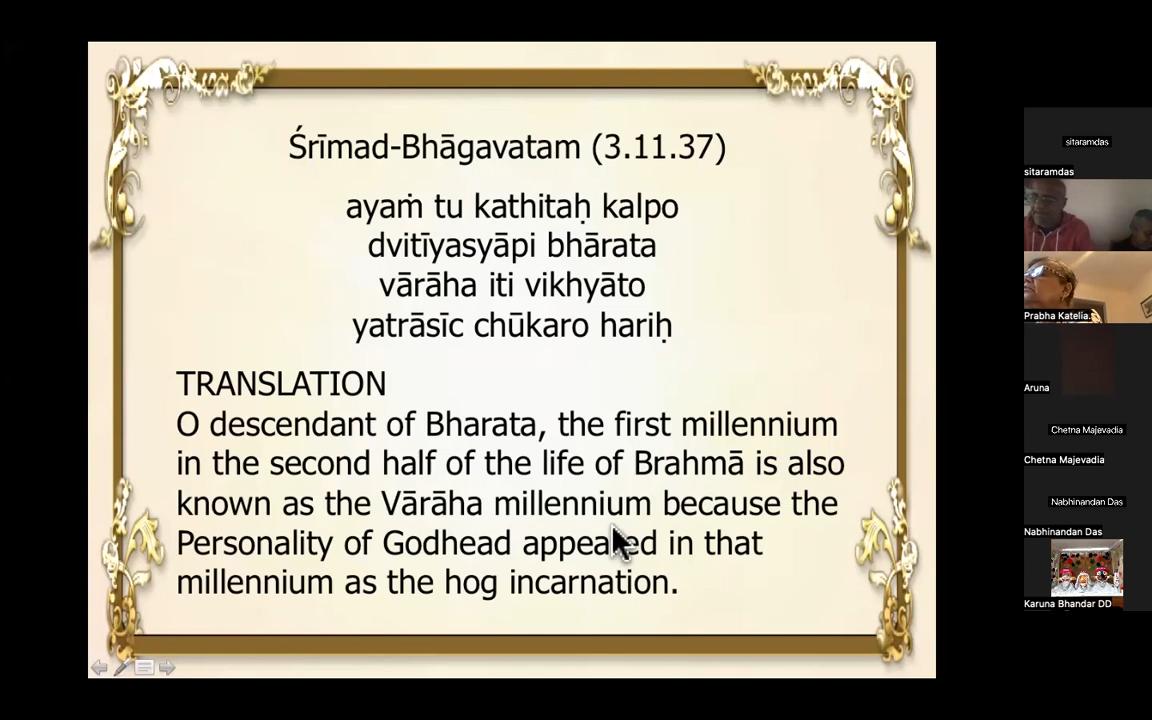 Śrīmad-Bhāgavatam (3.11.37)
ayaṁ tu kathitaḥ kalpo
dvitīyasyāpi bhārata
vārāha iti vikhyāto
yatrāsīc chūkaro hariḥ
TRANSLATION
O descendant of Bharata, the first millennium
in the second half of the life of Brahmā is also
known as the Vārāha millennium because the
Personality of Godhead appeared in that
millennium as the hog incarnation.
sitaramdas
sitaramdas
Prabha Katelia.
Aruna
Chetna Majevadia
Chetna Majevadia
Nabhinandan Das
Nabhinandan Das
Karuna Bhandar DD